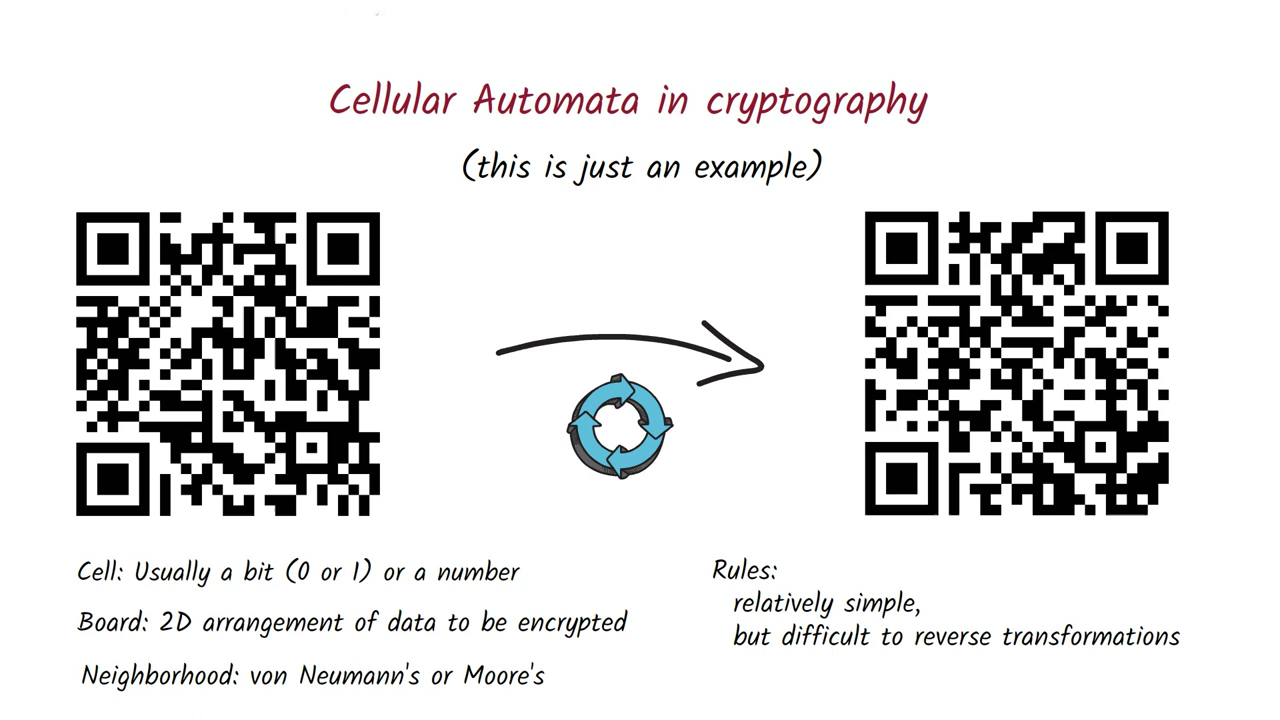 Cellular Automata in cryptography
(this is just an example)
Cell: Usually a bit (0 or 1) or a number
Board: 2D arrangement of data to be encrypted
Neighborhood: von Neumann's or Moore's
Rules:
relatively simple,
but difficult to reverse transformations